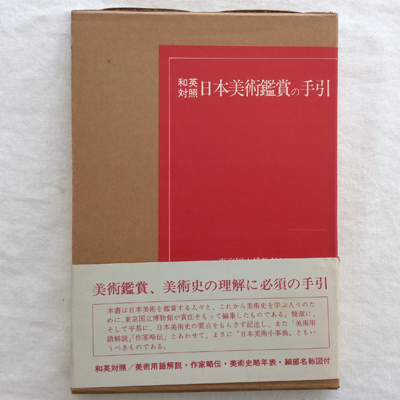 和英
対照 日本美術鑑賞の手引
美術鑑賞、美術史の理解に必須の手引
本書は日本美術を鑑賞する人々と、これから美術史を学ぶ人々のた
めに、東京国立博物館が責任をもって編集したものである。簡潔に、
そして平易に、日本美術史の要点をもらさず記述し、また「美術用
語解説」「作家略伝」とあわせて、まさに“日本美術小事典”ともい
うべきものである。
和英対照/美術用語解説・作家略伝・美術史略年表・細部名称図付